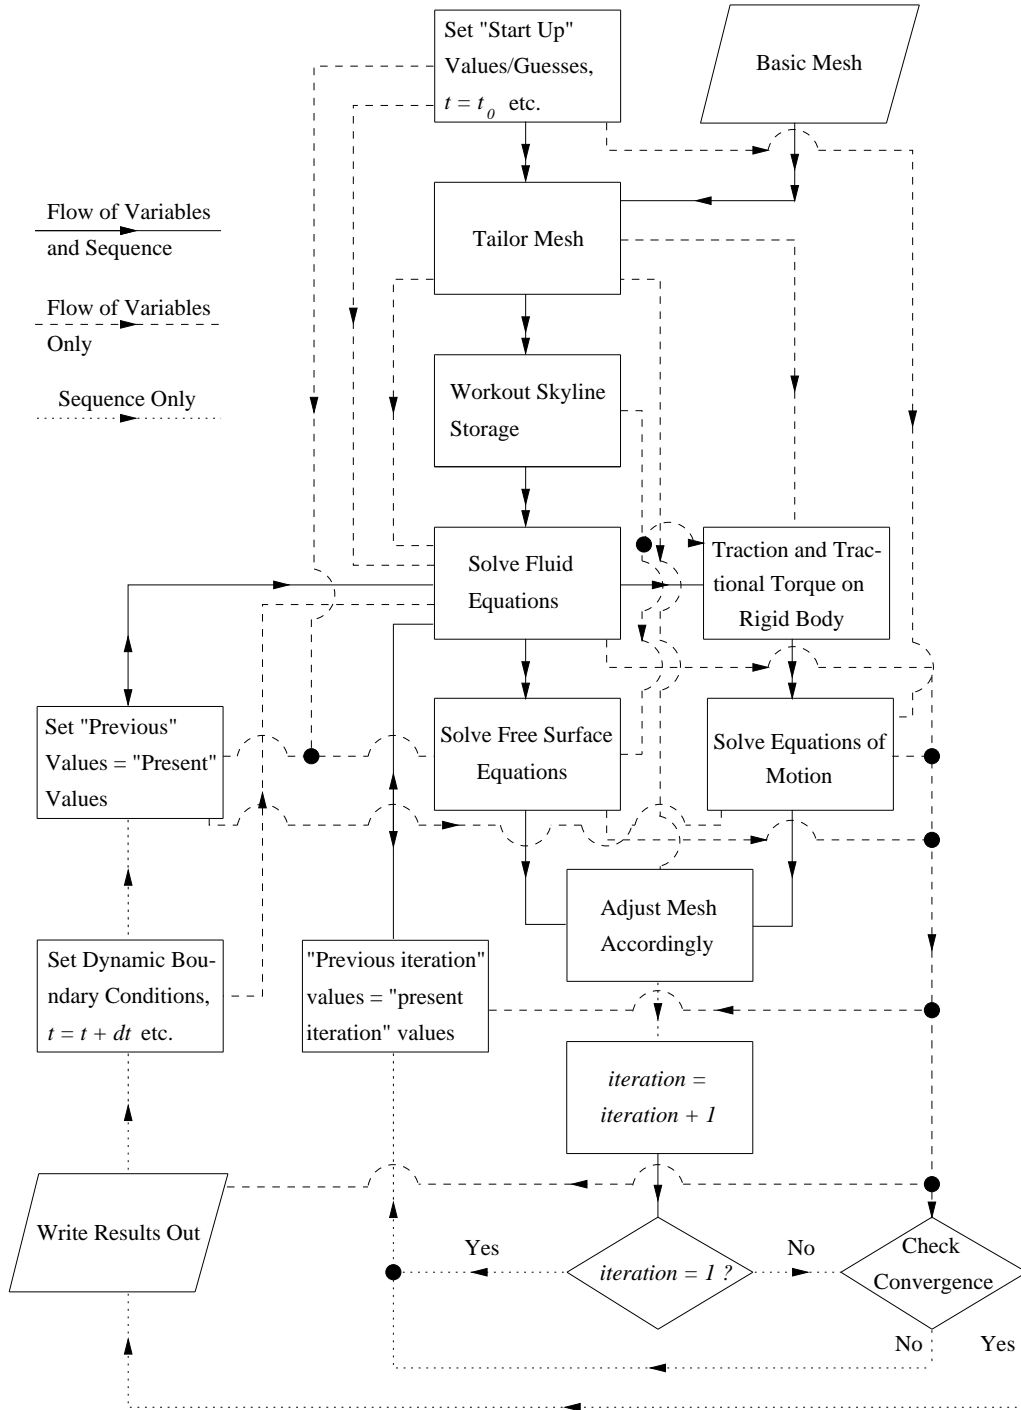 Set "Start Up"
Values/Guesses,
t = t_0 etc.
Basic Mesh
Flow of Variables
and Sequence
Tailor Mesh
Flow of Variables
Only
Sequence Only
Workout Skyline
Storage
Solve Fluid
Equations
Traction and Trac-
tional Torque on
Rigid Body
Set "Previous"
Values = "Present"
Values
Solve Free Surface
Equations
Solve Equations of
Motion
Adjust Mesh
Accordingly
Set Dynamic Bou-
ndary Conditions,
t = t + dt etc.
"Previous iteration"
values = "present
iteration" values
iteration =
iteration + 1
Write Results Out
Yes
iteration = 1 ?
No
Check
Convergence
No
Yes